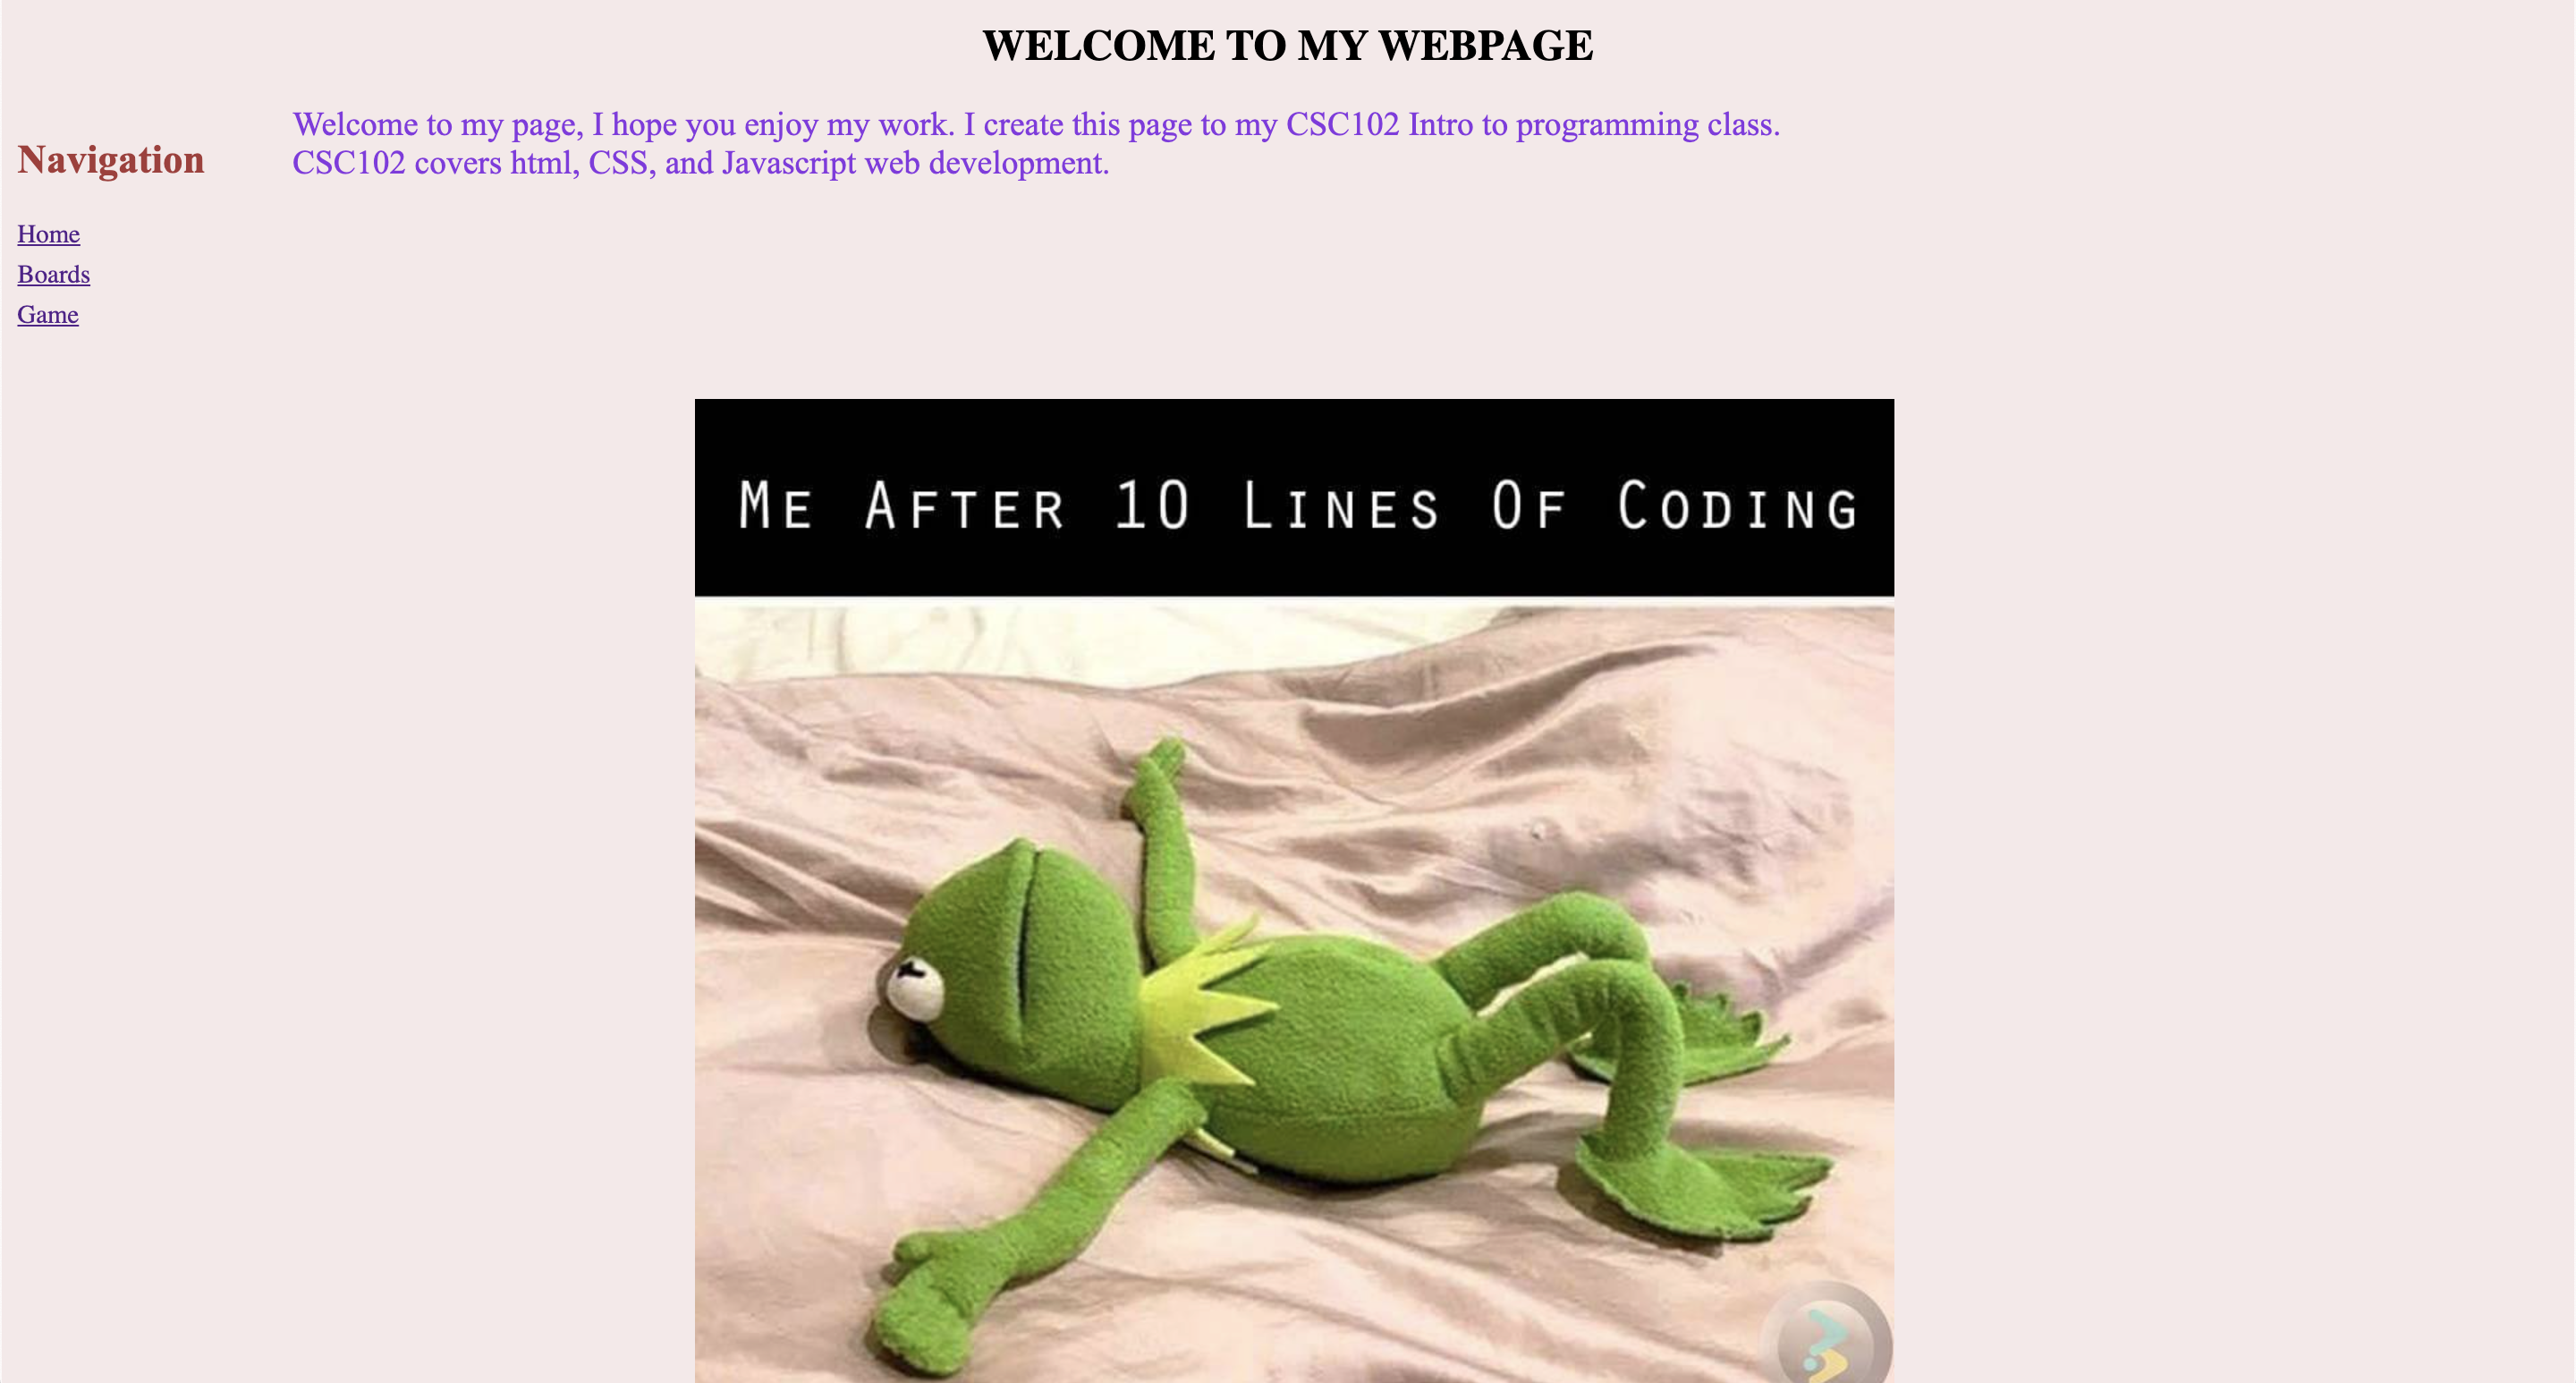 WELCOME TO MY WEBPAGE
Navigation
Welcome to my page, I hope you enjoy my work. I create this page to my CSC102 Intro to programming class.
CSC102 covers html, CSS, and Javascript web development.
Home
Boards
Game
Me After 10 Lines Of Coding